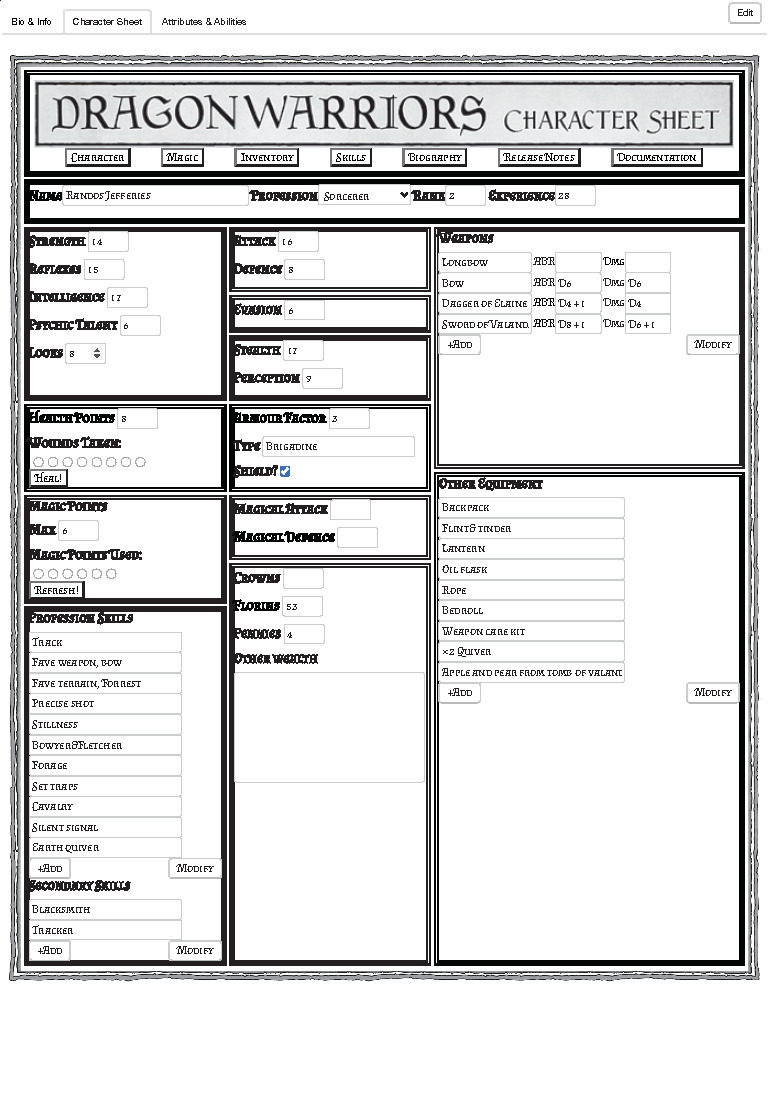 Bio & Info
Character Sheet
Attributes & Abilities
Edit
DRAGON WARRIORS CHARACTER SHEET
Character
Magic
Inventory
Skills
Biography
Release Notes
Documentation
Name Randos Jefferies Profession Sorcerer Rank 2 Experience 28
Strength 14
Reflexes 15
Intelligence 17
Psychic Talent 6
Looks 8
Health Points 8
Wounds Taken:
Heal!
Magic Points
Max 6
Magic Points Used:
Refresh!
Profession Skills
Track
Fave weapon, bow
Fave terrain, Forrest
Precise shot
Stillness
Bowyer&Fletcher
Forage
Set traps
Cavalry
Silent signal
Earth quiver
+Add Modify
Secondary Skills
Blacksmith
Tracker
+Add Modify
Attack 16
Defence 8
Evasion 6
Stealth 17
Perception 9
Armour Factor 3
Type Brigadine
Shield?
Magical Attack
Magical Defence
Crowns
Florins 53
Pennies 4
Other wealth
Weapons
Longbow ABR Dmg
Bow ABR D6 Dmg D6
Dagger of Elaine ABR D4+1 Dmg D4
Sword of Valand ABR D8+1 Dmg D6+1
+Add Modify
Other Equipment
Backpack
Flint& tinder
Lantern
Oil flask
Rope
Bedroll
Weapon care kit
×2 Quiver
Apple and pear from tomb of valant
+Add Modify